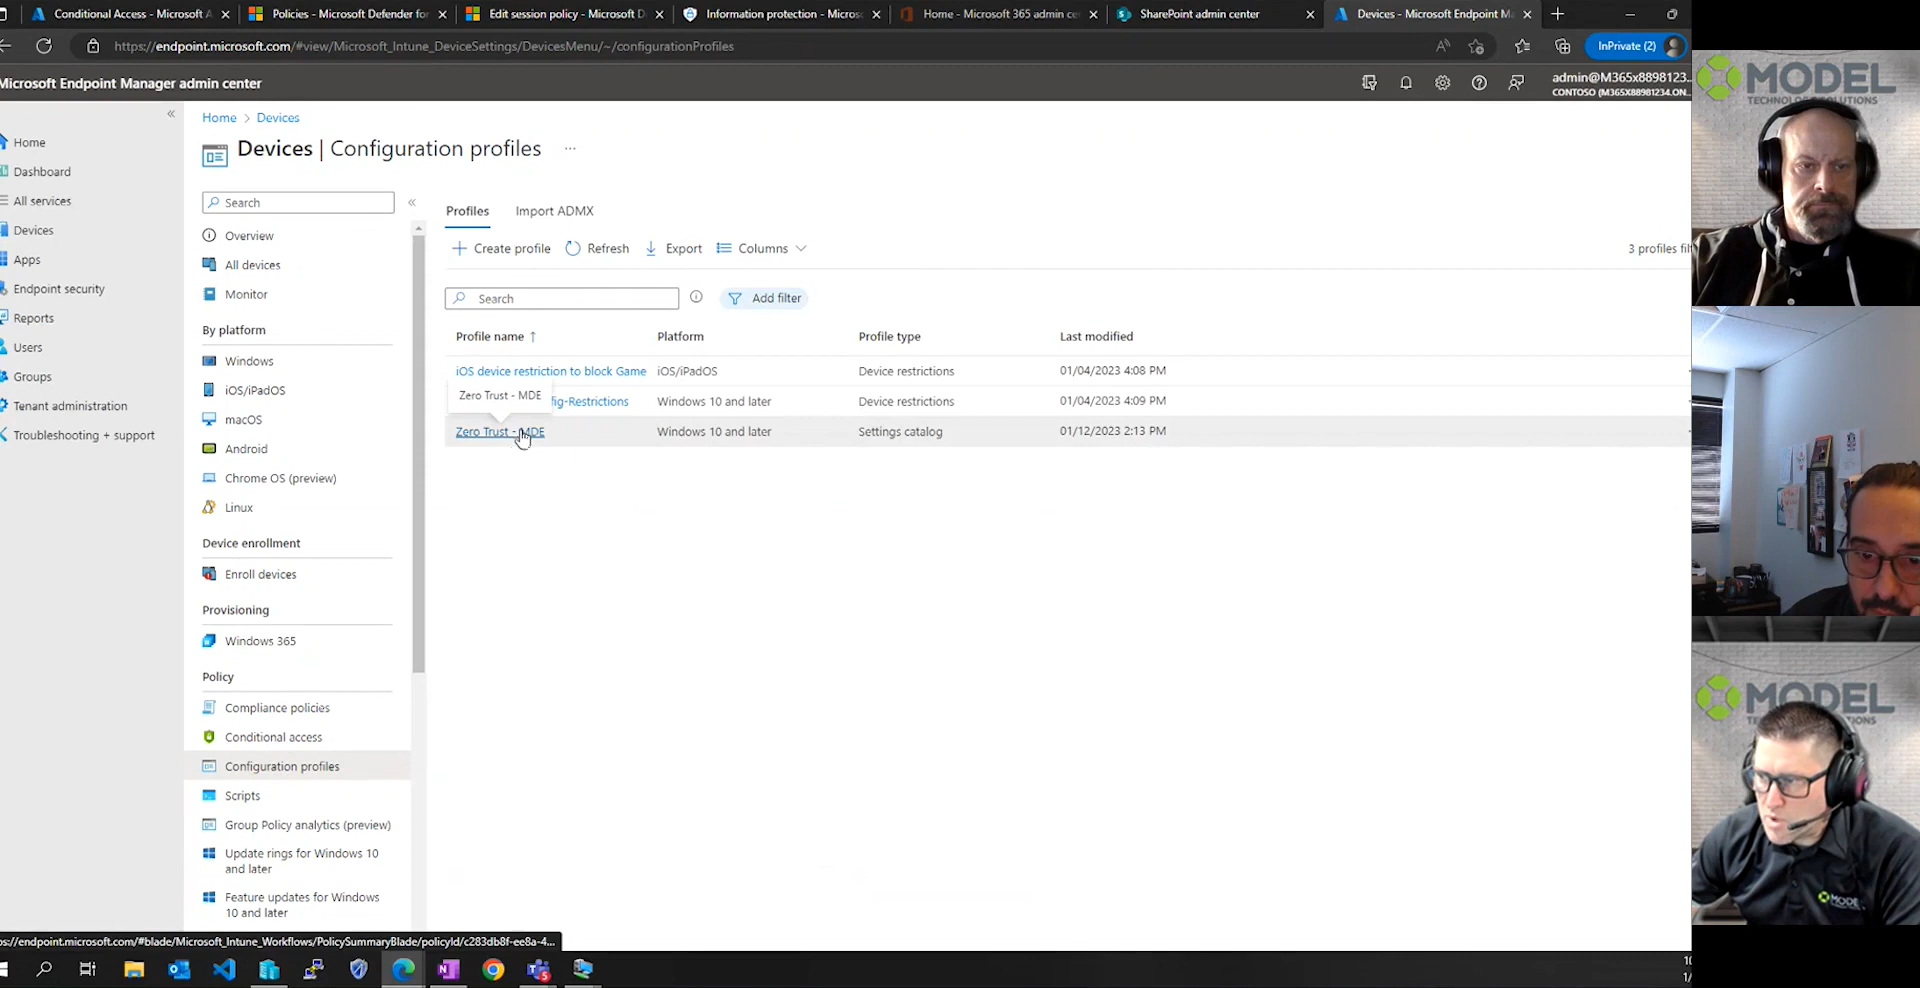 Conditional Access - Microsoft A
Policies - Microsoft Defender for
Edit session policy - Microsoft D
Information protection - Micros
Home - Microsoft 365 admin ce
SharePoint admin center
Devices - Microsoft Endpoint M
https://endpoint.microsoft.com/#view/Microsoft_Intune_DeviceSettings/DevicesMenu/~/configurationProfiles
InPrivate (2)
Microsoft Endpoint Manager admin center
admin@M365x8898123...
CONTOSO (M365X88981234.ON...
Home
Dashboard
All services
Devices
Apps
Endpoint security
Reports
Users
Groups
Tenant administration
Troubleshooting + support
Home > Devices
Devices | Configuration profiles ...
Search
Overview
All devices
Monitor
By platform
Windows
iOS/iPadOS
macOS
Android
Chrome OS (preview)
Linux
Device enrollment
Enroll devices
Provisioning
Windows 365
Policy
Compliance policies
Conditional access
Configuration profiles
Scripts
Group Policy analytics (preview)
Update rings for Windows 10
and later
Feature updates for Windows
10 and later
Profiles Import ADMX
Create profile Refresh Export Columns
3 profiles filt
Search Add filter
Profile name ↑ Platform Profile type Last modified
iOS device restriction to block Game iOS/iPadOS Device restrictions 01/04/2023 4:08 PM
Zero Trust - MDE
fig-Restrictions Windows 10 and later Device restrictions 01/04/2023 4:09 PM
Zero Trust - MDE Windows 10 and later Settings catalog 01/12/2023 2:13 PM
ps://endpoint.microsoft.com/#blade/Microsoft_Intune_Workflows/PolicySummaryBlade/policyId/c283db8f-ee8a-4...
10
1/
MODEL
MODEL
MODE